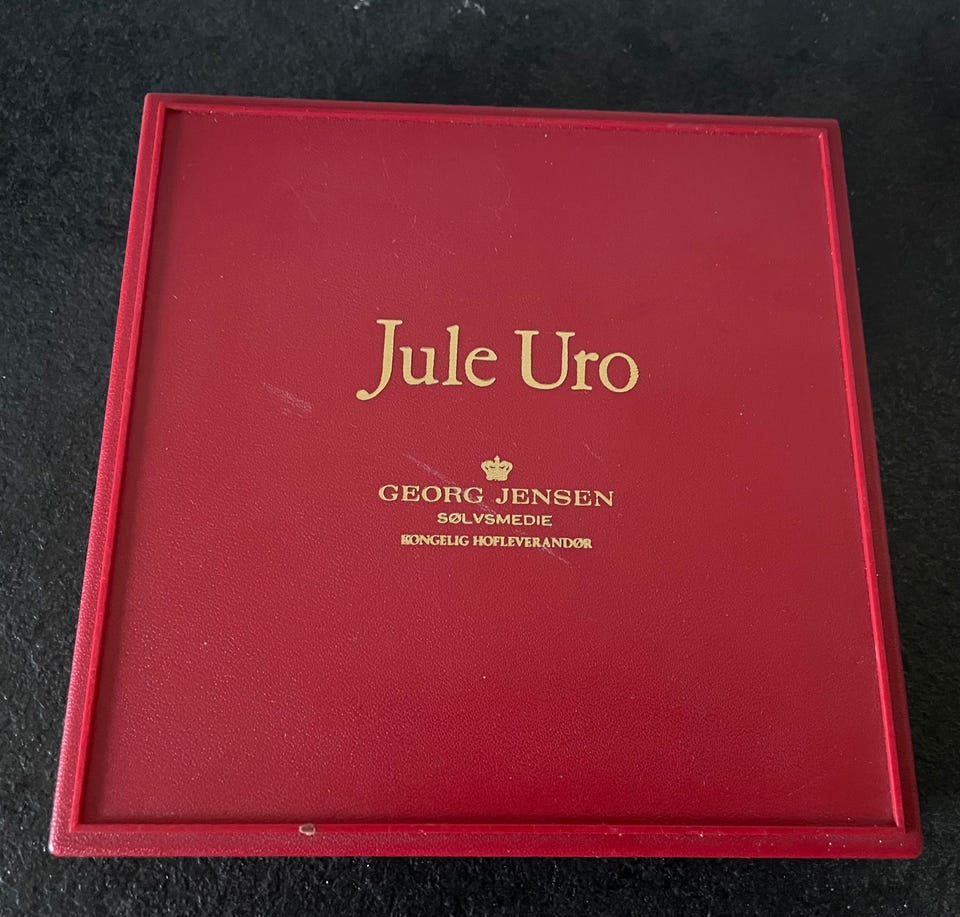 Jule Uro
GEORG JENSEN
SØLVSMEDIE
KONGELIG HOFLEVERANDØR